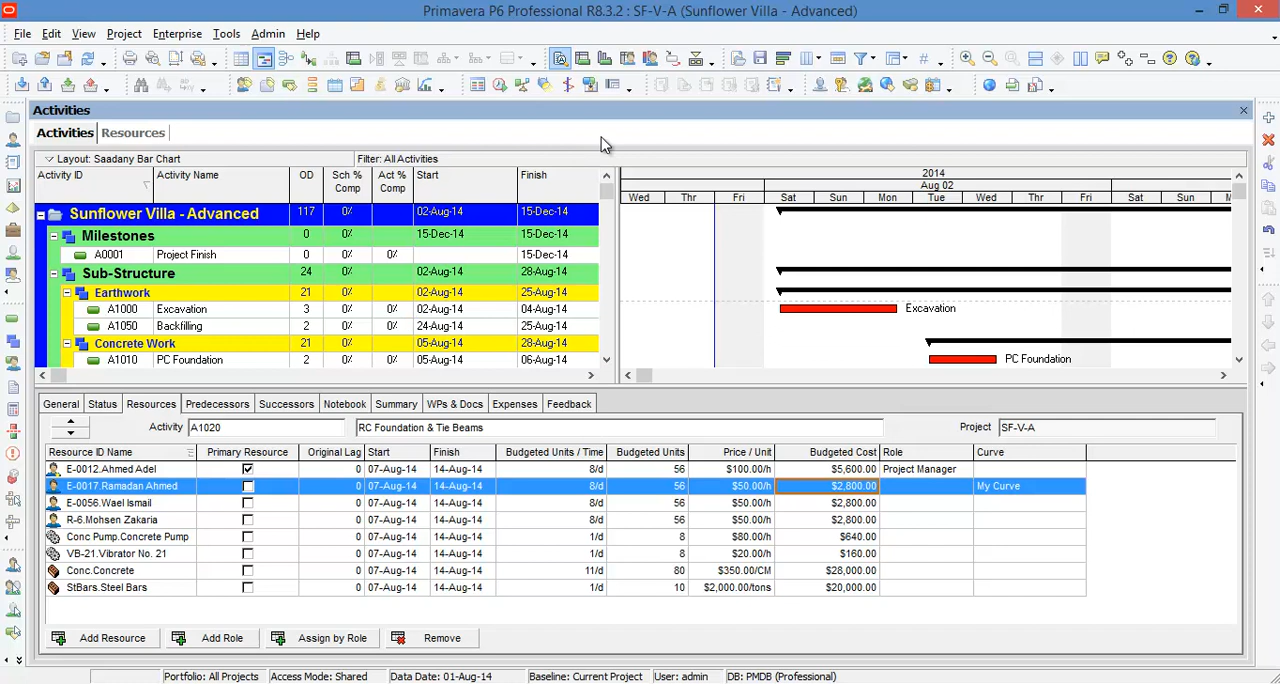 Primavera P6 Professional R8.3.2 : SF-V-A (Sunflower Villa - Advanced)
File Edit View Project Enterprise Tools Admin Help
Activities
Activities Resources
Layout: Saadany Bar Chart Filter: All Activities
Activity ID Activity Name OD Sch % Comp Act % Comp Start Finish
2014
Aug 02
Wed Thr Fri Sat Sun Mon Tue Wed Thr Fri Sat Sun M
Sunflower Villa - Advanced 117 0% 02-Aug-14 15-Dec-14
Milestones 0 0% 15-Dec-14 15-Dec-14
A0001 Project Finish 0 0% 0% 15-Dec-14
Sub-Structure 24 0% 02-Aug-14 28-Aug-14
Earthwork 21 0% 02-Aug-14 25-Aug-14
A1000 Excavation 3 0% 0% 02-Aug-14 04-Aug-14 Excavation
A1050 Backfilling 2 0% 0% 24-Aug-14 25-Aug-14
Concrete Work 21 0% 05-Aug-14 28-Aug-14
A1010 PC Foundation 2 0% 0% 05-Aug-14 06-Aug-14 PC Foundation
General Status Resources Predecessors Successors Notebook Summary WPs & Docs Expenses Feedback
Activity A1020 RC Foundation & Tie Beams Project SF-V-A
Resource ID Name Primary Resource Original Lag Start Finish Budgeted Units / Time Budgeted Units Price / Unit Budgeted Cost Role Curve
E-0012.Ahmed Adel 0 07-Aug-14 14-Aug-14 8/d 56 $100.00/h $5,600.00 Project Manager
E-0017.Ramadan Ahmed 0 07-Aug-14 14-Aug-14 8/d 56 $50.00/h $2,800.00 My Curve
E-0056.Wael Ismail 0 07-Aug-14 14-Aug-14 8/d 56 $50.00/h $2,800.00
R-6.Mohsen Zakaria 0 07-Aug-14 14-Aug-14 8/d 56 $50.00/h $2,800.00
Conc Pump.Concrete Pump 0 07-Aug-14 14-Aug-14 1/d 8 $80.00/h $640.00
VB-21.Vibrator No. 21 0 07-Aug-14 14-Aug-14 1/d 8 $20.00/h $160.00
Conc.Concrete 0 07-Aug-14 14-Aug-14 11/d 80 $350.00/CM $28,000.00
StBars.Steel Bars 0 07-Aug-14 14-Aug-14 1/d 10 $2,000.00/tons $20,000.00
Add Resource Add Role Assign by Role Remove
Portfolio: All Projects Access Mode: Shared Data Date: 01-Aug-14 Baseline: Current Project User: admin DB: PMDB (Professional)